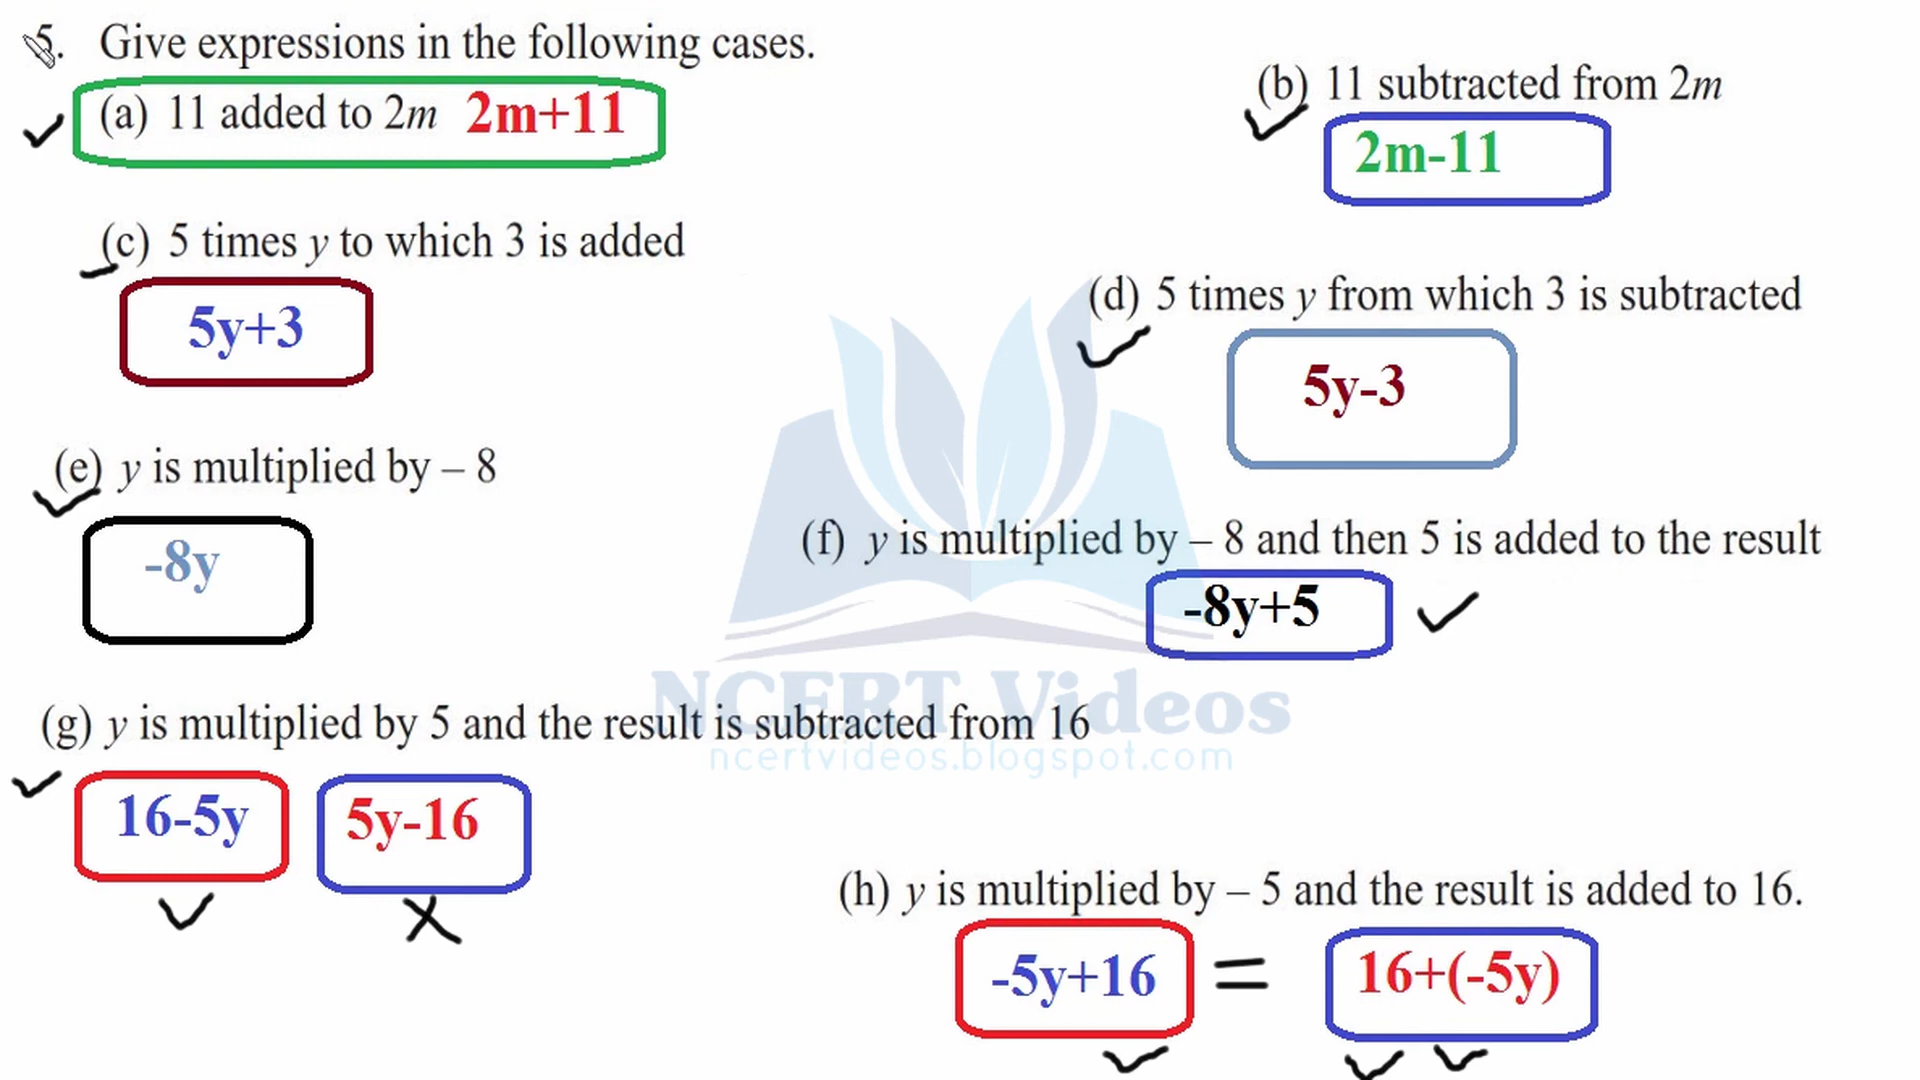 5. Give expressions in the following cases.
(a) 11 added to 2m 2m+11
(b) 11 subtracted from 2m
2m-11
(c) 5 times y to which 3 is added
5y+3
(d) 5 times y from which 3 is subtracted
5y-3
(e) y is multiplied by – 8
-8y
(f) y is multiplied by – 8 and then 5 is added to the result
-8y+5
NCERT Videos
ncertvideos.blogspot.com
(g) y is multiplied by 5 and the result is subtracted from 16
16-5y 5y-16
(h) y is multiplied by – 5 and the result is added to 16.
-5y+16 = 16+(-5y)